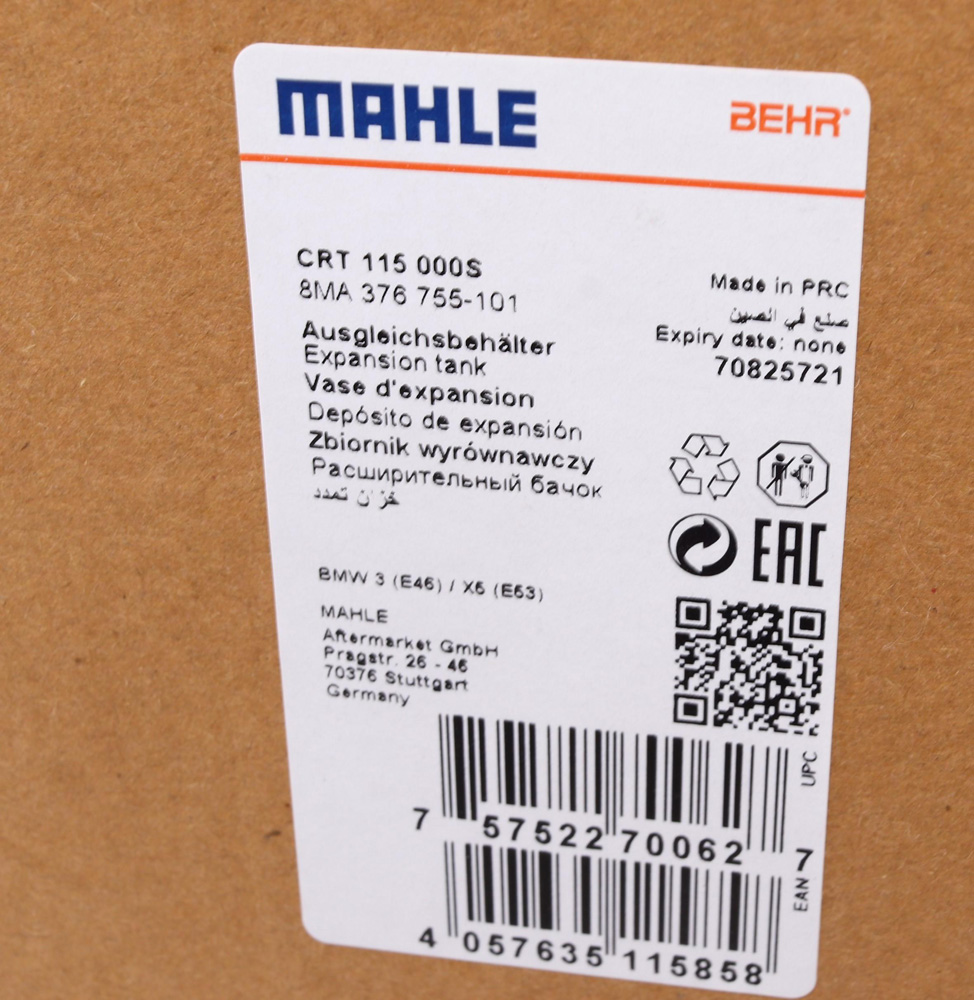 MAHLE
BEHR
CRT 115 000S
8MA 376 755-101
Made in PRC
صنع في الصين
Expiry date: none
70825721
Ausgleichsbehälter
Expansion tank
Vase d'expansion
Depósito de expansión
Zbiornik wyrównawczy
Расширительный бачок
خزان تمدد
EAC
BMW 3 (E46) / X5 (E53)
MAHLE
Aftermarket GmbH
Pragstr. 26 - 46
70376 Stuttgart
Germany
UPC
7 57522 70062 7
EAN
4 057635 115858